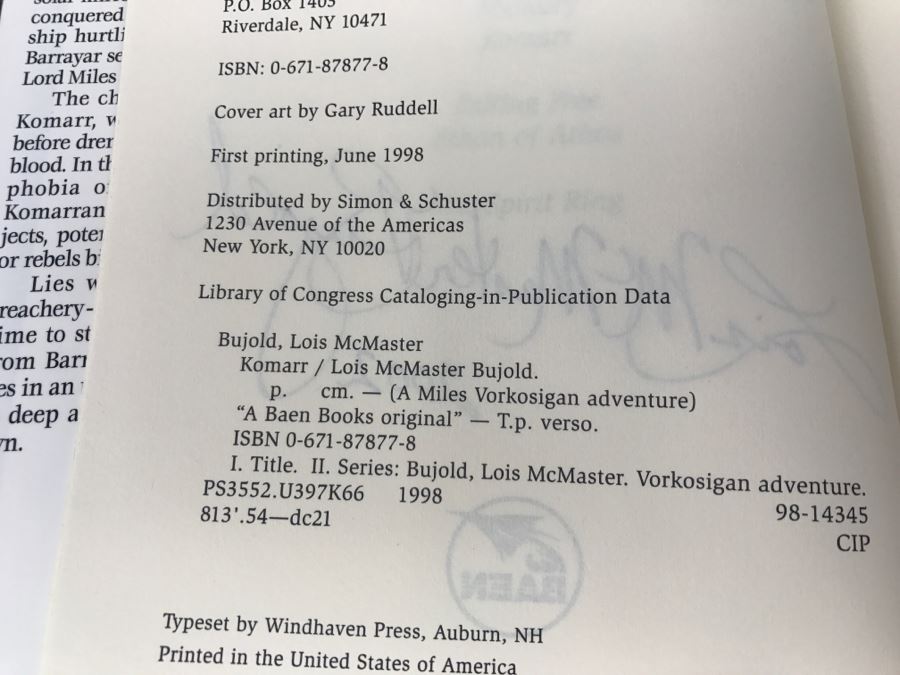 conquered
ship hurtli
Barrayar se
Lord Miles
The ch
Komarr, w
before drer
blood. In th
phobia o
Komarran
jects, poter
or rebels b
Lies w
reachery-
ime to st
rom Barr
es in an
deep a
vn.
P.O. Box 1403
Riverdale, NY 10471
ISBN: 0-671-87877-8
Cover art by Gary Ruddell
First printing, June 1998
Distributed by Simon & Schuster
1230 Avenue of the Americas
New York, NY 10020
Library of Congress Cataloging-in-Publication Data
Bujold, Lois McMaster
Komarr / Lois McMaster Bujold.
p. cm. — (A Miles Vorkosigan adventure)
“A Baen Books original” — T.p. verso.
ISBN 0-671-87877-8
I. Title. II. Series: Bujold, Lois McMaster. Vorkosigan adventure.
PS3552.U397K66 1998
813'.54—dc21
98-14345
CIP
BAEN
Typeset by Windhaven Press, Auburn, NH
Printed in the United States of America